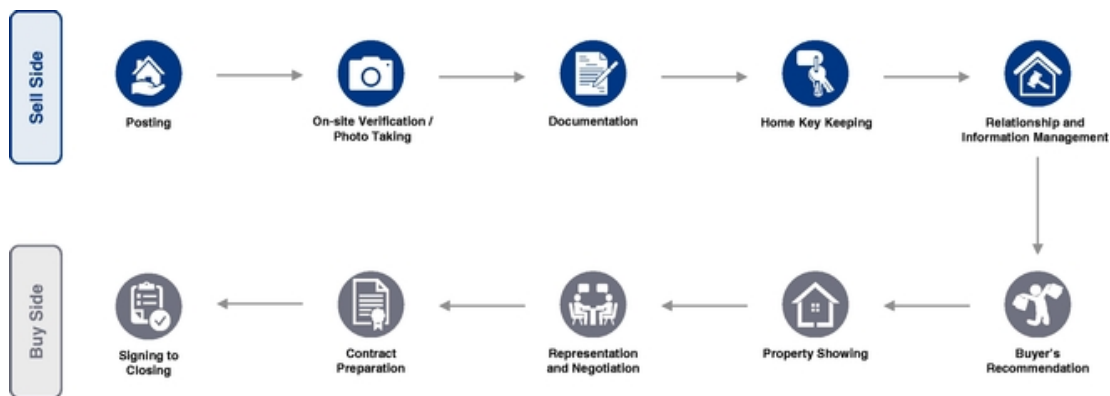 Sell Side
Posting
On-site Verification /
Photo Taking
Documentation
Home Key Keeping
Relationship and
Information Management
Buy Side
Signing to
Closing
Contract
Preparation
Representation
and Negotiation
Property Showing
Buyer's
Recommendation